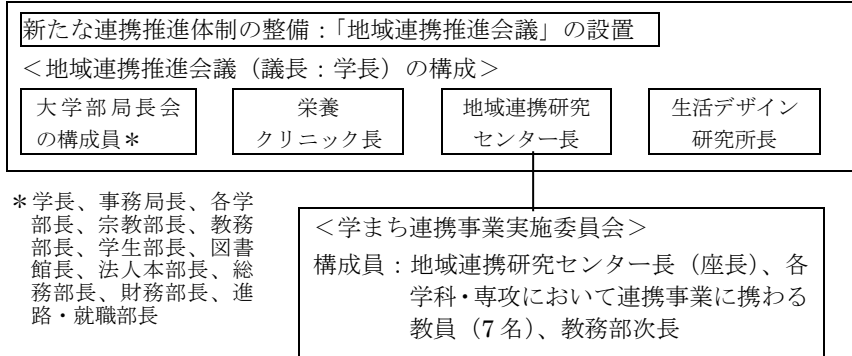 新たな連携推進体制の整備：「地域連携推進会議」の設置
＜地域連携推進会議（議長：学長）の構成＞
大学部局長会
の構成員＊
栄養
クリニック長
地域連携研究
センター長
生活デザイン
研究所長
＊学長、事務局長、各学
部長、宗教部長、教務
部長、学生部長、図書
館長、法人本部長、総
務部長、財務部長、進
路・就職部長
＜学まち連携事業実施委員会＞
構成員：地域連携研究センター長（座長）、各
学科・専攻において連携事業に携わる
教員（7名）、教務部次長